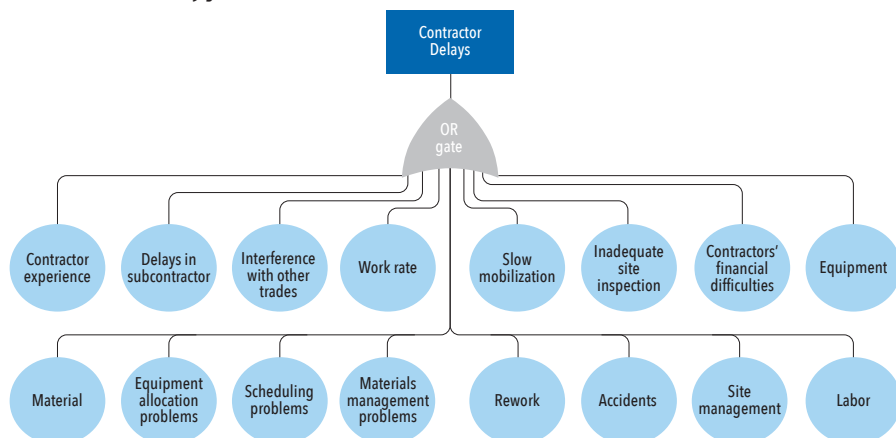 Contractor
Delays
OR
gate
Contractor
experience
Delays in
subcontractor
Interference
with other
trades
Work rate
Slow
mobilization
Inadequate
site
inspection
Contractors'
financial
difficulties
Equipment
Material
Equipment
allocation
problems
Scheduling
problems
Materials
management
problems
Rework
Accidents
Site
management
Labor